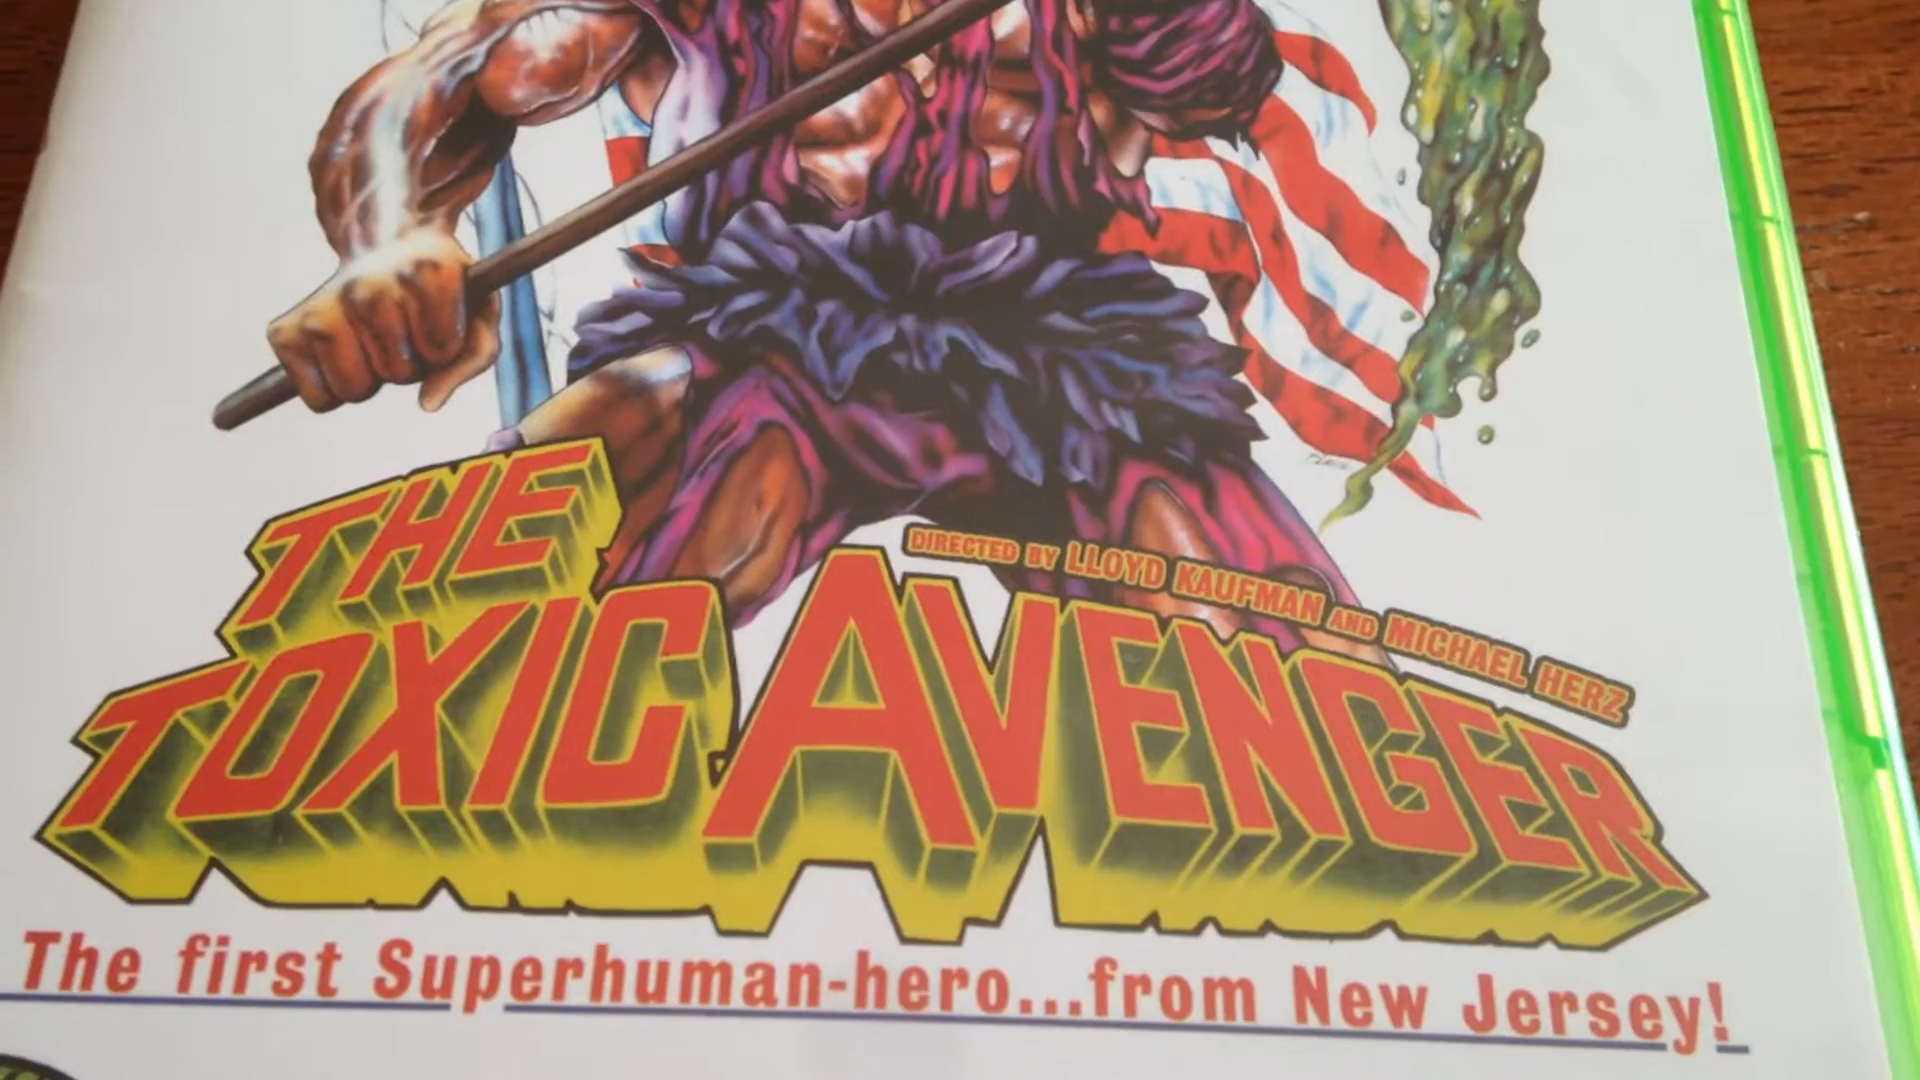 DIRECTED BY LLOYD KAUFMAN AND MICHAEL HERZ
THE
TOXIC AVENGER
The first Superhuman-hero...from New Jersey!